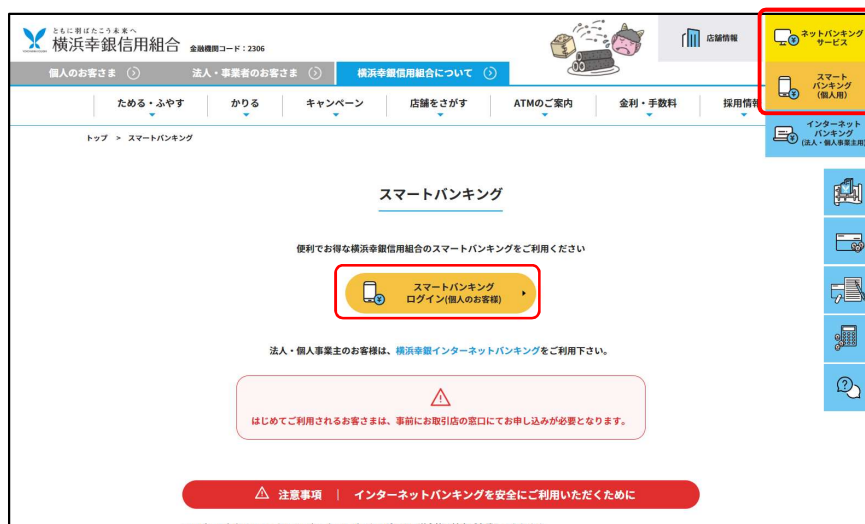 ともに羽ばたこう未来へ
横浜幸銀信用組合 金融機関コード：2306
店舗情報
ネットバンキング
サービス
個人のお客さま
法人・事業者のお客さま
横浜幸銀信用組合について
スマート
バンキング
(個人用)
ためる・ふやす
かりる
キャンペーン
店舗をさがす
ATMのご案内
金利・手数料
採用情報
インターネット
バンキング
(法人・個人事業主用)
トップ > スマートバンキング
スマートバンキング
便利でお得な横浜幸銀信用組合のスマートバンキングをご利用ください
スマートバンキング
ログイン(個人のお客様)
法人・個人事業主のお客様は、横浜幸銀インターネットバンキングをご利用下さい。
はじめてご利用されるお客さまは、事前にお取引店の窓口にてお申し込みが必要となります。
注意事項 ｜ インターネットバンキングを安全にご利用いただくために